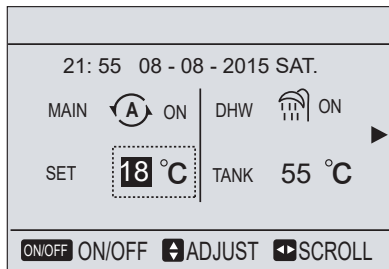 21: 55 08 - 08 - 2015 SAT.
MAIN A ON DHW ON
SET 18 °C TANK 55 °C
ON/OFF ON/OFF ADJUST SCROLL